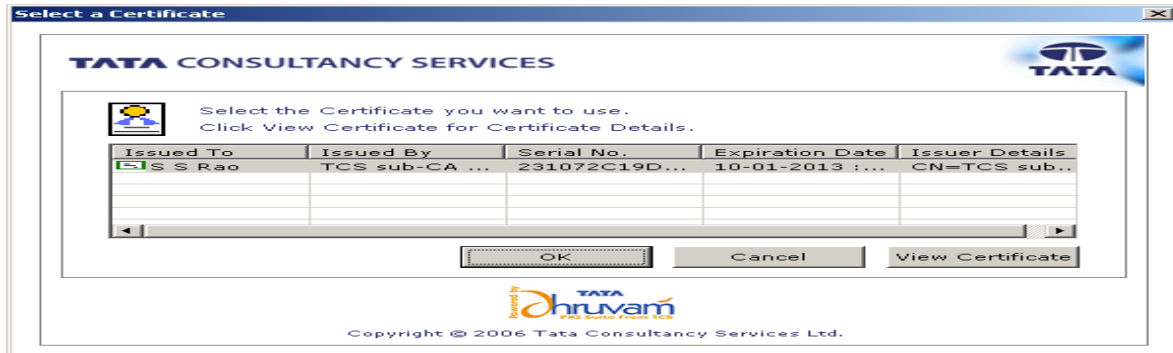 Select a Certificate
TATA CONSULTANCY SERVICES
TATA
Select the Certificate you want to use.
Click View Certificate for Certificate Details.
Issued To Issued By Serial No. Expiration Date Issuer Details
S S Rao TCS sub-CA ... 231072C19D... 10-01-2013 :... CN=TCS sub..
OK Cancel View Certificate
Powered by TATA Dhruvam
PKI Suite From TCS
Copyright © 2006 Tata Consultancy Services Ltd.